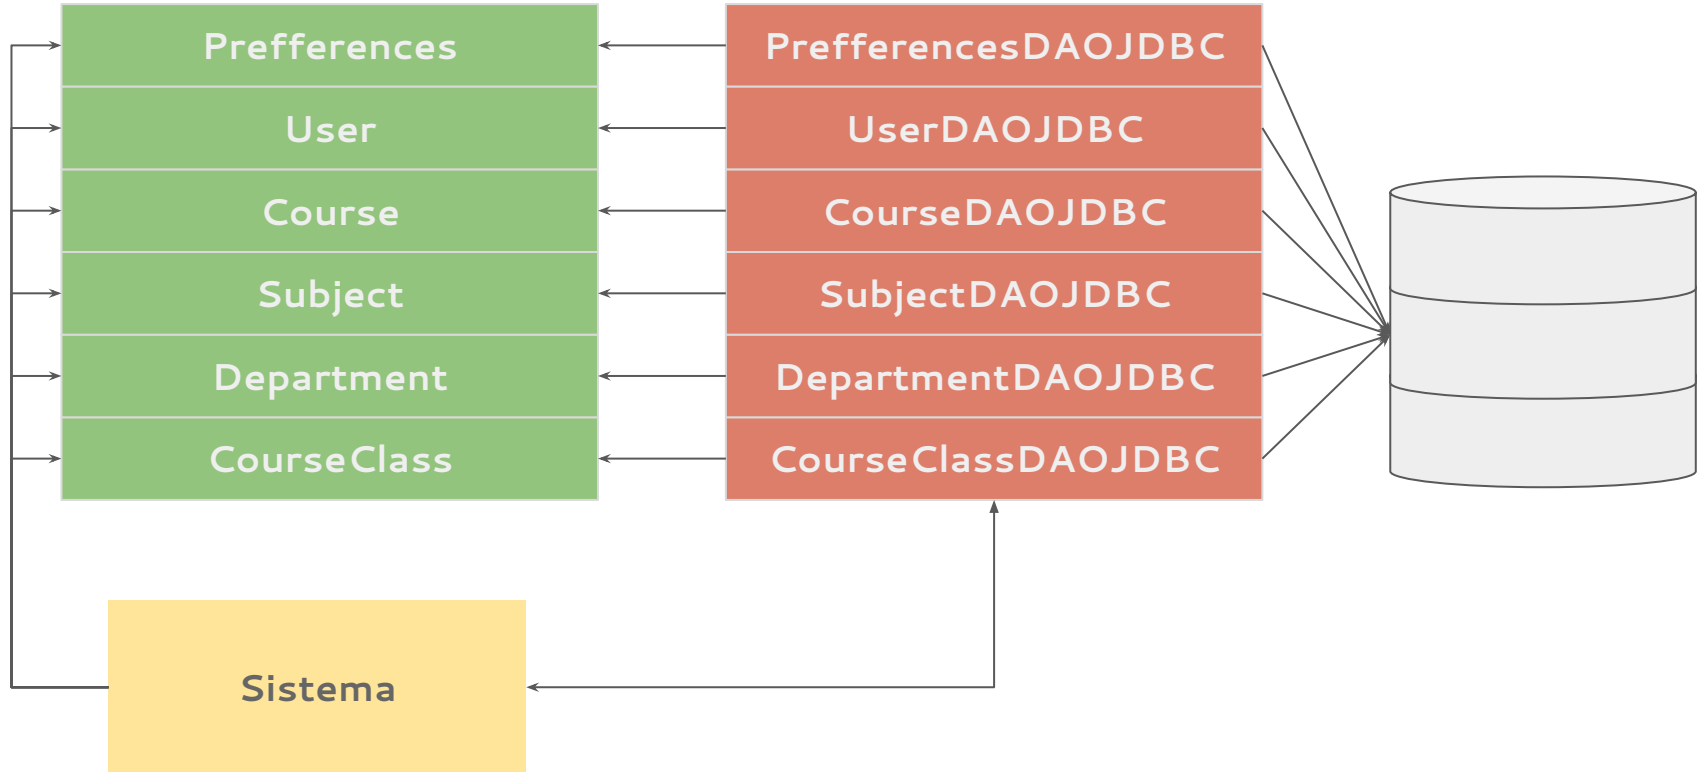 Prefferences
PrefferencesDAOJDBC
User
UserDAOJDBC
Course
CourseDAOJDBC
Subject
SubjectDAOJDBC
Department
DepartmentDAOJDBC
CourseClass
CourseClassDAOJDBC
Sistema